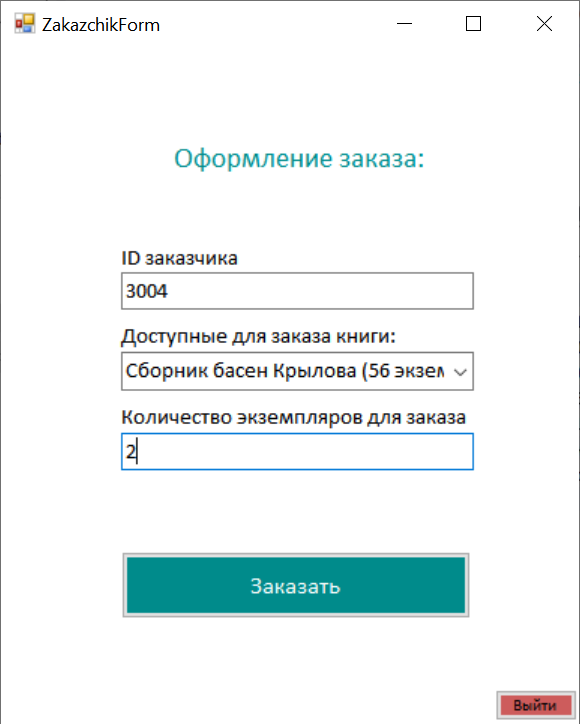 ZakazchikForm
Оформление заказа:
ID заказчика
3004
Доступные для заказа книги:
Сборник басен Крылова (56 экзем
Количество экземпляров для заказа
2
Заказать
Выйти